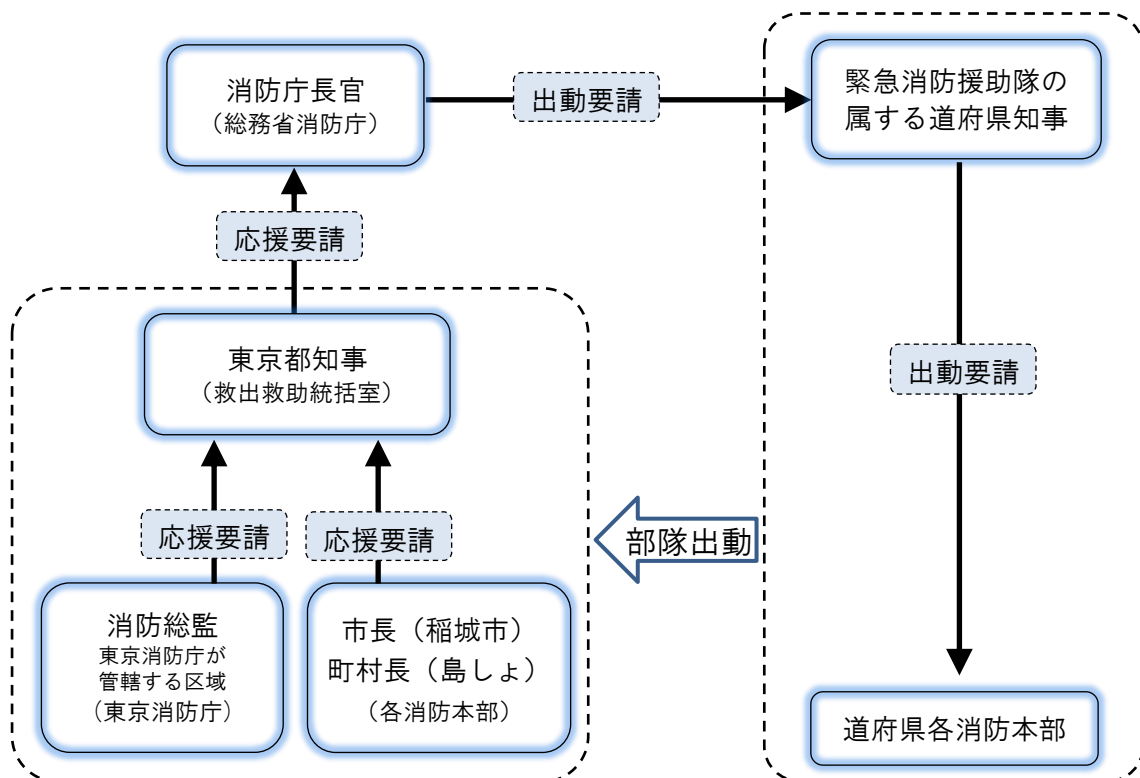 消防庁長官
（総務省消防庁）
出動要請
緊急消防援助隊の
属する道府県知事
応援要請
東京都知事
（救出救助統括室）
出動要請
応援要請
応援要請
部隊出動
消防総監
東京消防庁が
管轄する区域
（東京消防庁）
市長（稲城市）
町村長（島しょ）
（各消防本部）
道府県各消防本部